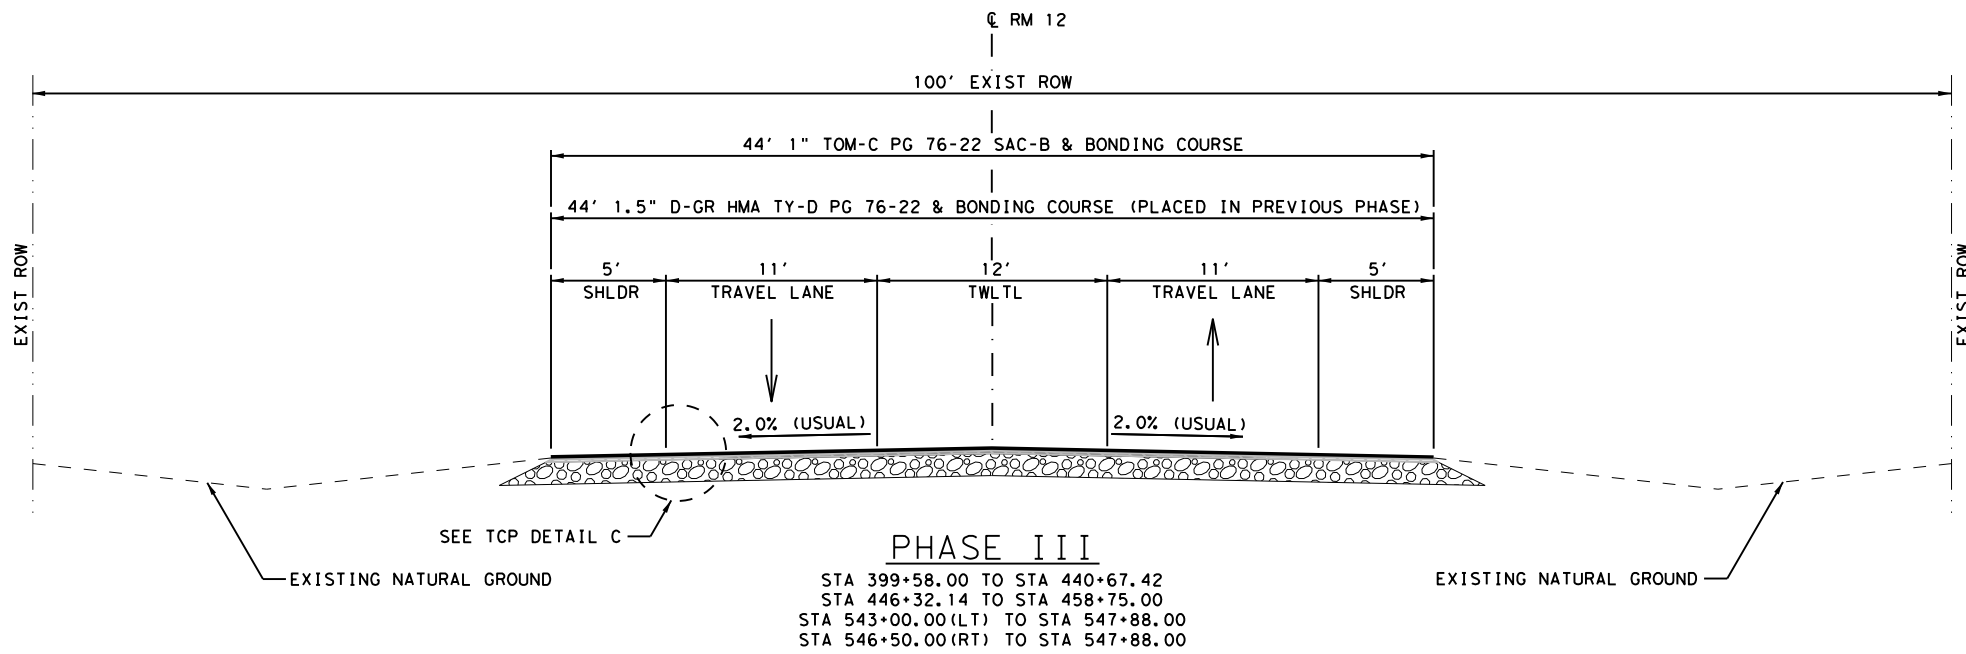 ℄ RM 12
100' EXIST ROW
44' 1" TOM-C PG 76-22 SAC-B & BONDING COURSE
44' 1.5" D-GR HMA TY-D PG 76-22 & BONDING COURSE (PLACED IN PREVIOUS PHASE)
EXIST ROW
EXIST ROW
5' 11' 12' 11' 5'
SHLDR TRAVEL LANE TWLTL TRAVEL LANE SHLDR
2.0% (USUAL) 2.0% (USUAL)
SEE TCP DETAIL C
EXISTING NATURAL GROUND
EXISTING NATURAL GROUND
PHASE III
STA 399+58.00 TO STA 440+67.42
STA 446+32.14 TO STA 458+75.00
STA 543+00.00(LT) TO STA 547+88.00
STA 546+50.00(RT) TO STA 547+88.00